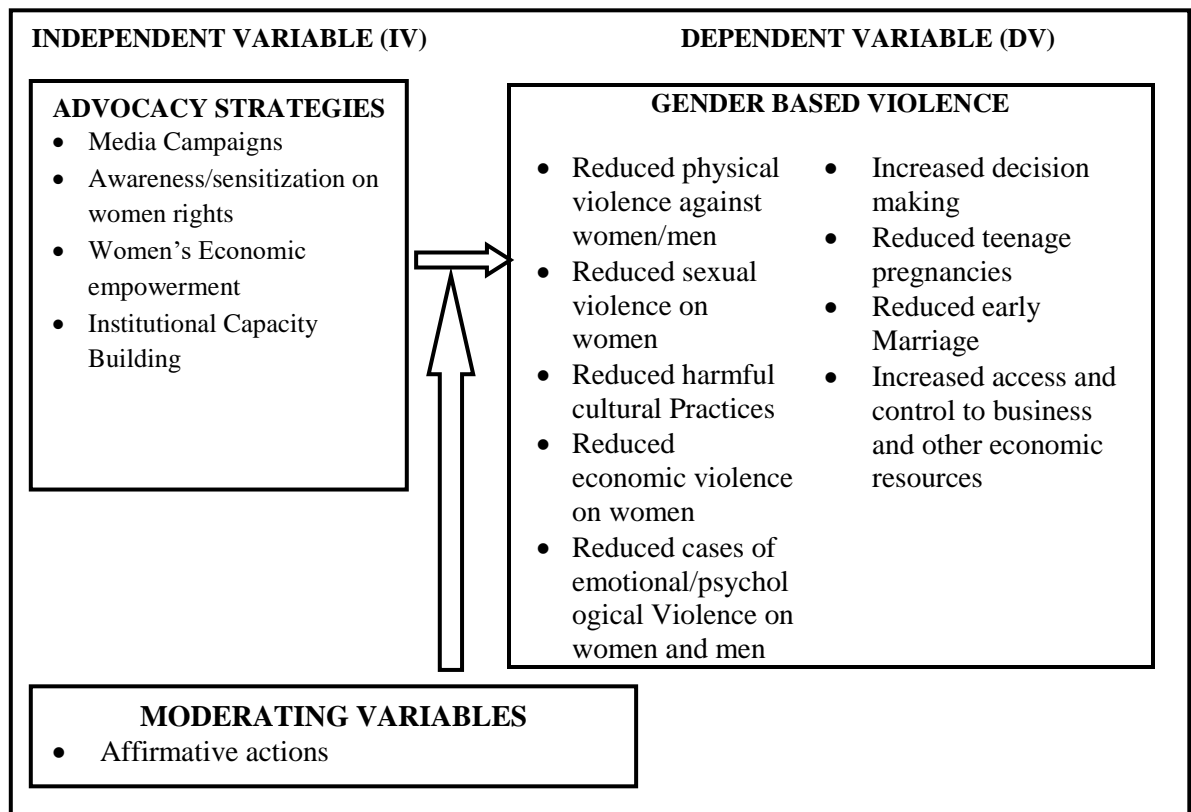 INDEPENDENT VARIABLE (IV)
DEPENDENT VARIABLE (DV)
ADVOCACY STRATEGIES
• Media Campaigns
• Awareness/sensitization on
women rights
• Women’s Economic
empowerment
• Institutional Capacity
Building
GENDER BASED VIOLENCE
• Reduced physical
violence against
women/men
• Reduced sexual
violence on
women
• Reduced harmful
cultural Practices
• Reduced
economic violence
on women
• Reduced cases of
emotional/psychol
ogical Violence on
women and men
• Increased decision
making
• Reduced teenage
pregnancies
• Reduced early
Marriage
• Increased access and
control to business
and other economic
resources
MODERATING VARIABLES
• Affirmative actions